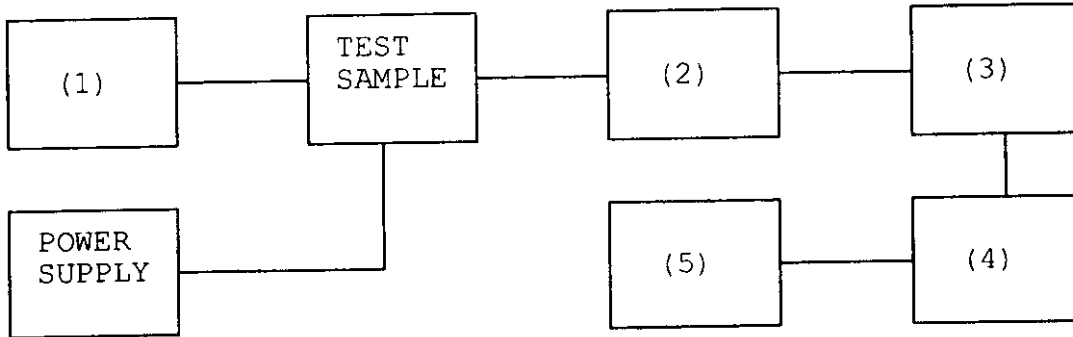 (1)
TEST
SAMPLE
(2)
(3)
POWER
SUPPLY
(5)
(4)